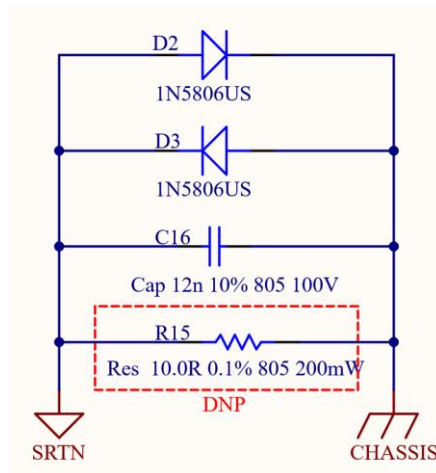 D2
1N5806US
D3
1N5806US
C16
Cap 12n 10% 805 100V
R15
Res 10.0R 0.1% 805 200mW
DNP
SRTN
CHASSIS